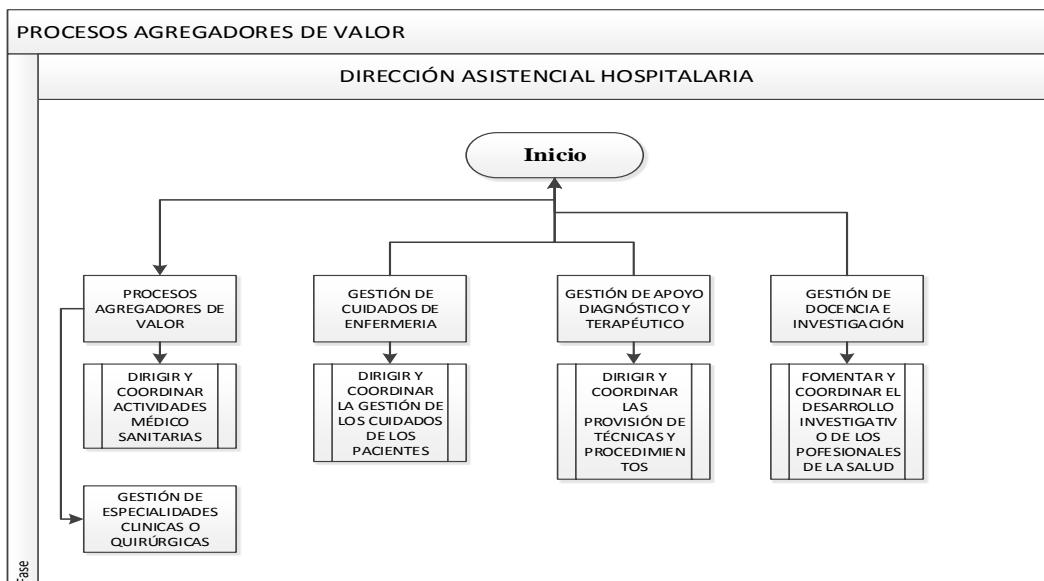 PROCESOS AGREGADORES DE VALOR
DIRECCIÓN ASISTENCIAL HOSPITALARIA
Inicio
PROCESOS
AGREGADORES DE
VALOR
GESTIÓN DE
CUIDADOS DE
ENFERMERIA
GESTIÓN DE APOYO
DIAGNÓSTICO Y
TERAPÉUTICO
GESTIÓN DE
DOCENCIA E
INVESTIGACIÓN
DIRIGIR Y
COORDINAR
ACTIVIDADES
MÉDICO
SANITARIAS
DIRIGIR Y
COORDINAR
LA GESTIÓN DE
LOS CUIDADOS
DE LOS
PACIENTES
DIRIGIR Y
COORDINAR
LAS
PROVISIÓN DE
TÉCNICAS Y
PROCEDIMIEN
TOS
FOMENTAR Y
COORDINAR EL
DESARROLLO
INVESTIGATIV
O DE LOS
POFESIONALES
DE LA SALUD
GESTIÓN DE
ESPECIALIDADES
CLINICAS O
QUIRÚRGICAS
Fase